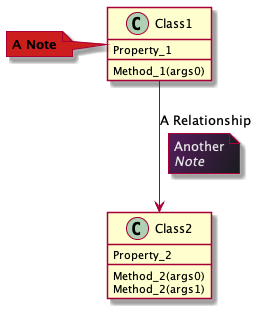 C Class1
Property_1
Method_1(args0)
A Note
A Relationship
Another
Note
C Class2
Property_2
Method_2(args0)
Method_2(args1)